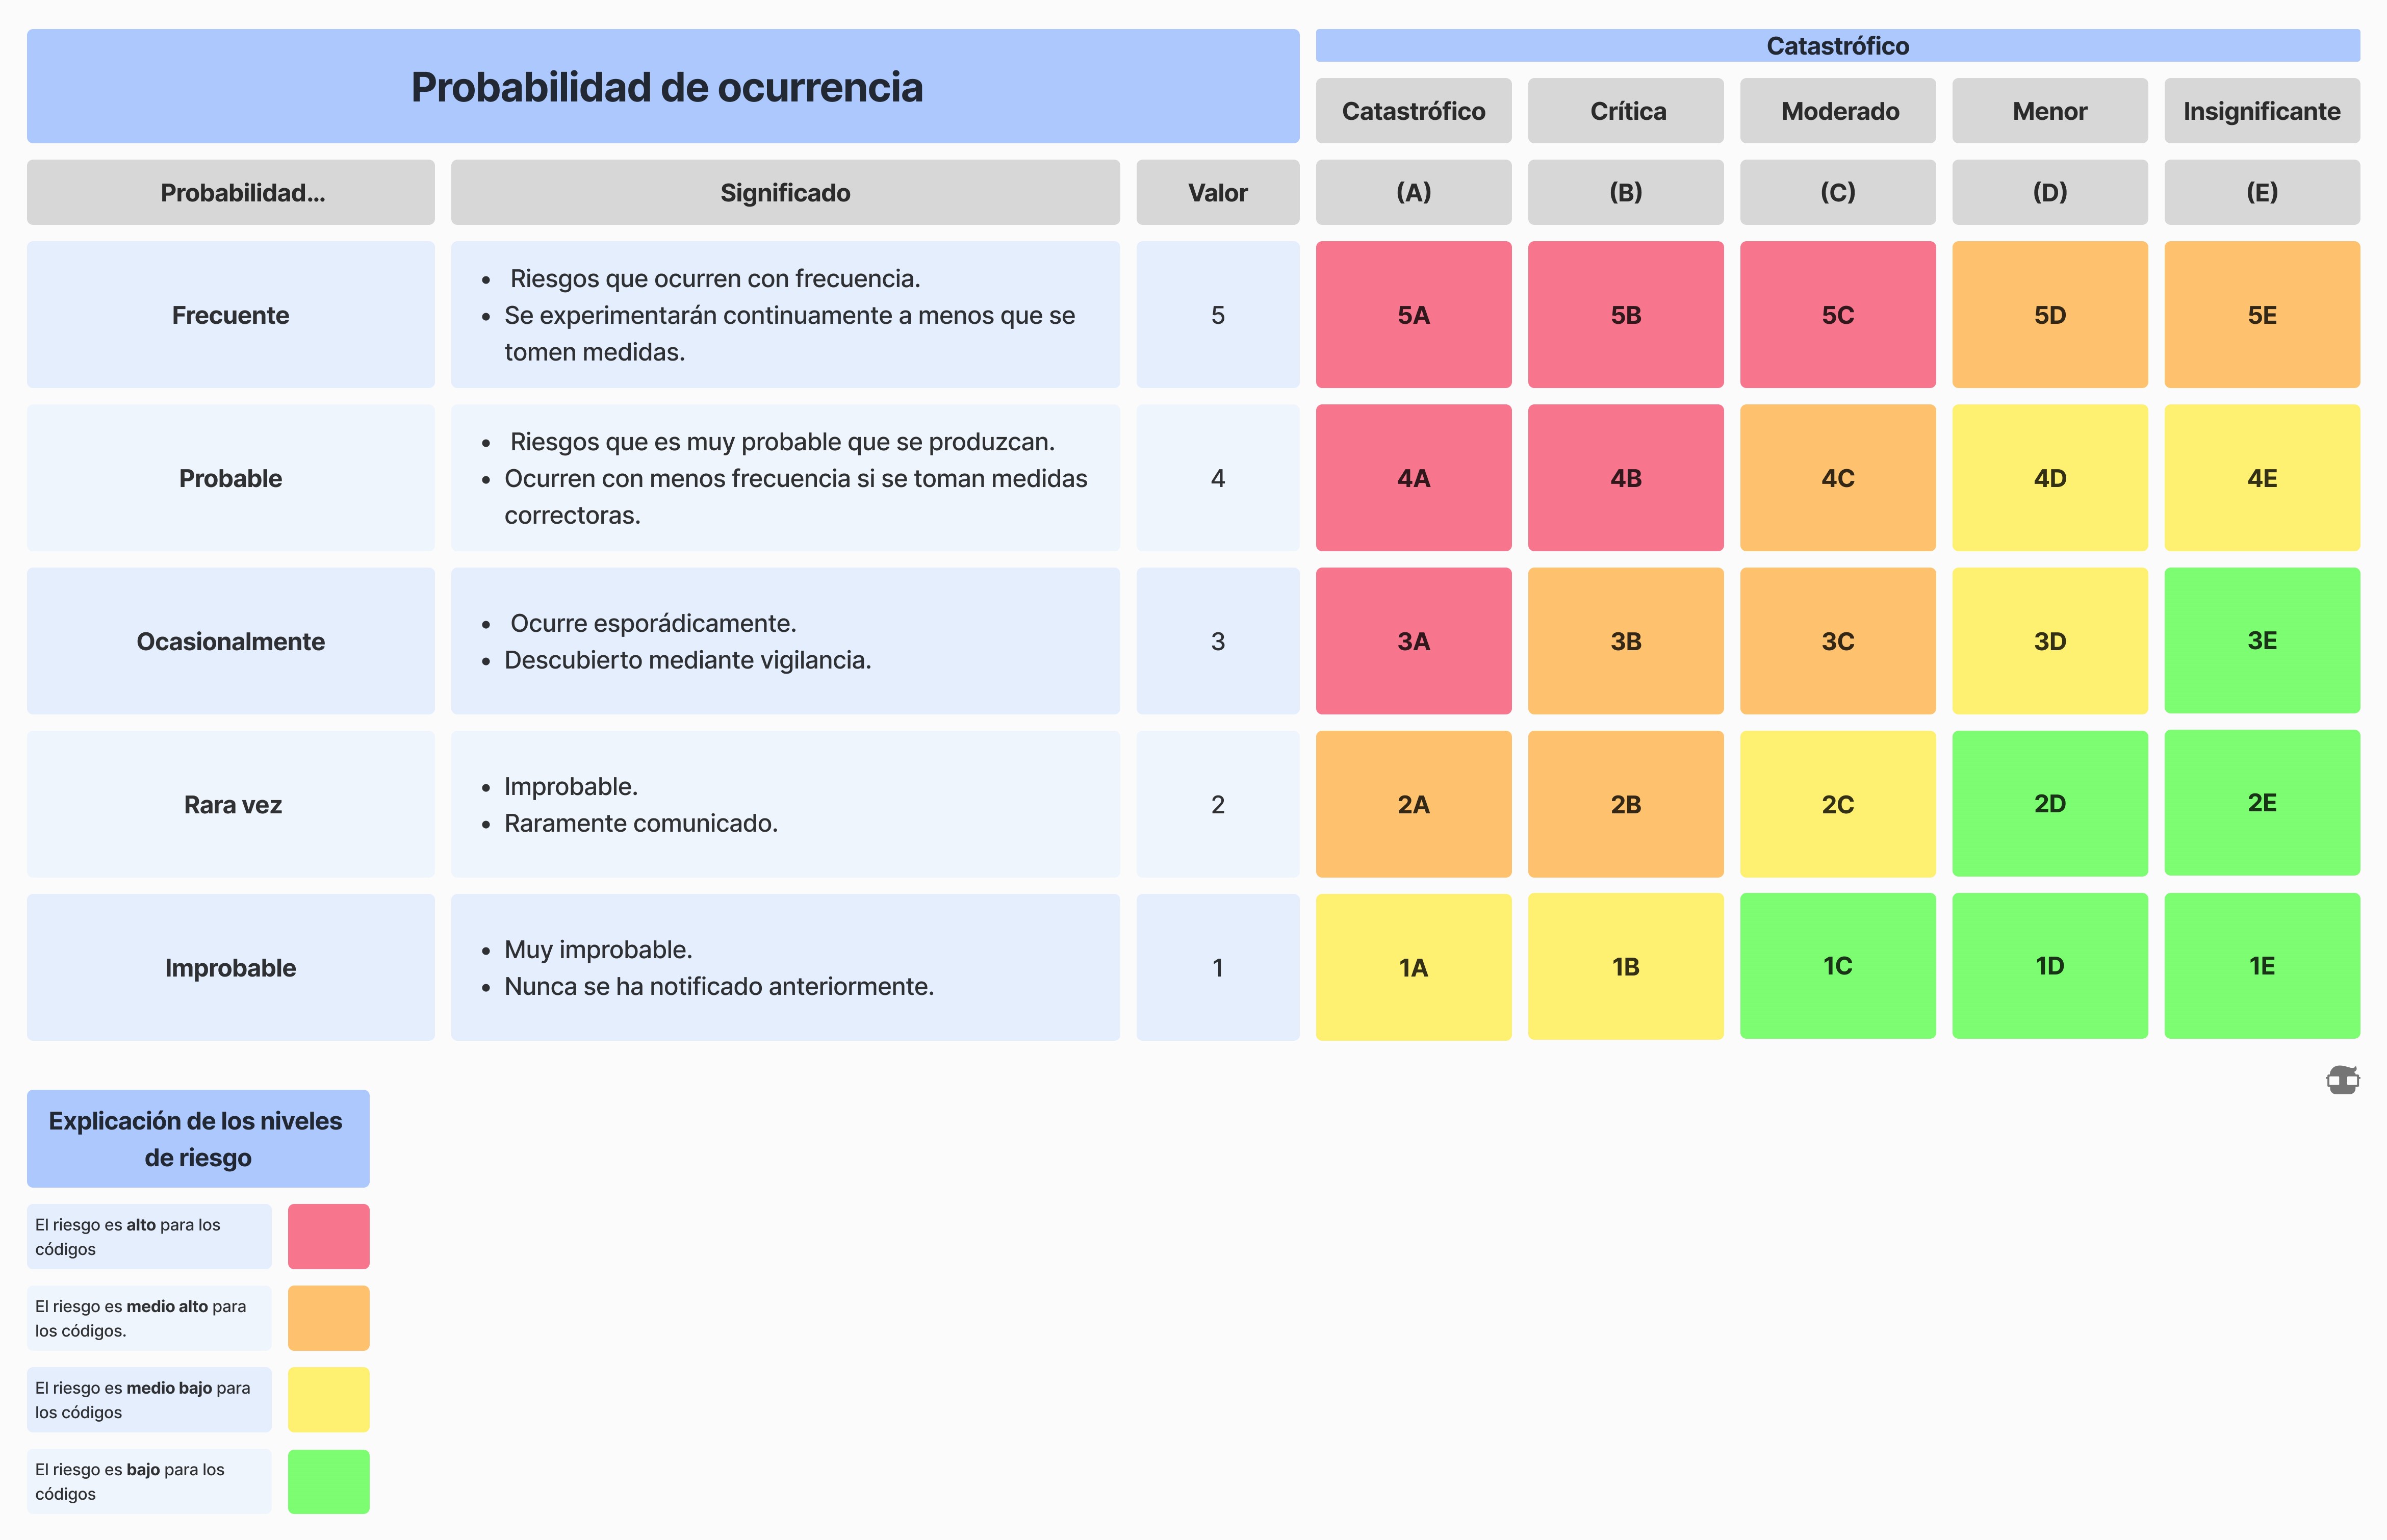 Probabilidad de ocurrencia
Catastrófico
Catastrófico
Crítica
Moderado
Menor
Insignificante
Probabilidad...
Significado
Valor
(A)
(B)
(C)
(D)
(E)
Frecuente
• Riesgos que ocurren con frecuencia.
• Se experimentarán continuamente a menos que se
tomen medidas.
5
5A
5B
5C
5D
5E
Probable
• Riesgos que es muy probable que se produzcan.
• Ocurren con menos frecuencia si se toman medidas
correctoras.
4
4A
4B
4C
4D
4E
Ocasionalmente
• Ocurre esporádicamente.
• Descubierto mediante vigilancia.
3
3A
3B
3C
3D
3E
Rara vez
• Improbable.
• Raramente comunicado.
2
2A
2B
2C
2D
2E
Improbable
• Muy improbable.
• Nunca se ha notificado anteriormente.
1
1A
1B
1C
1D
1E
Explicación de los niveles
de riesgo
El riesgo es alto para los
códigos
El riesgo es medio alto para
los códigos.
El riesgo es medio bajo para
los códigos
El riesgo es bajo para los
códigos